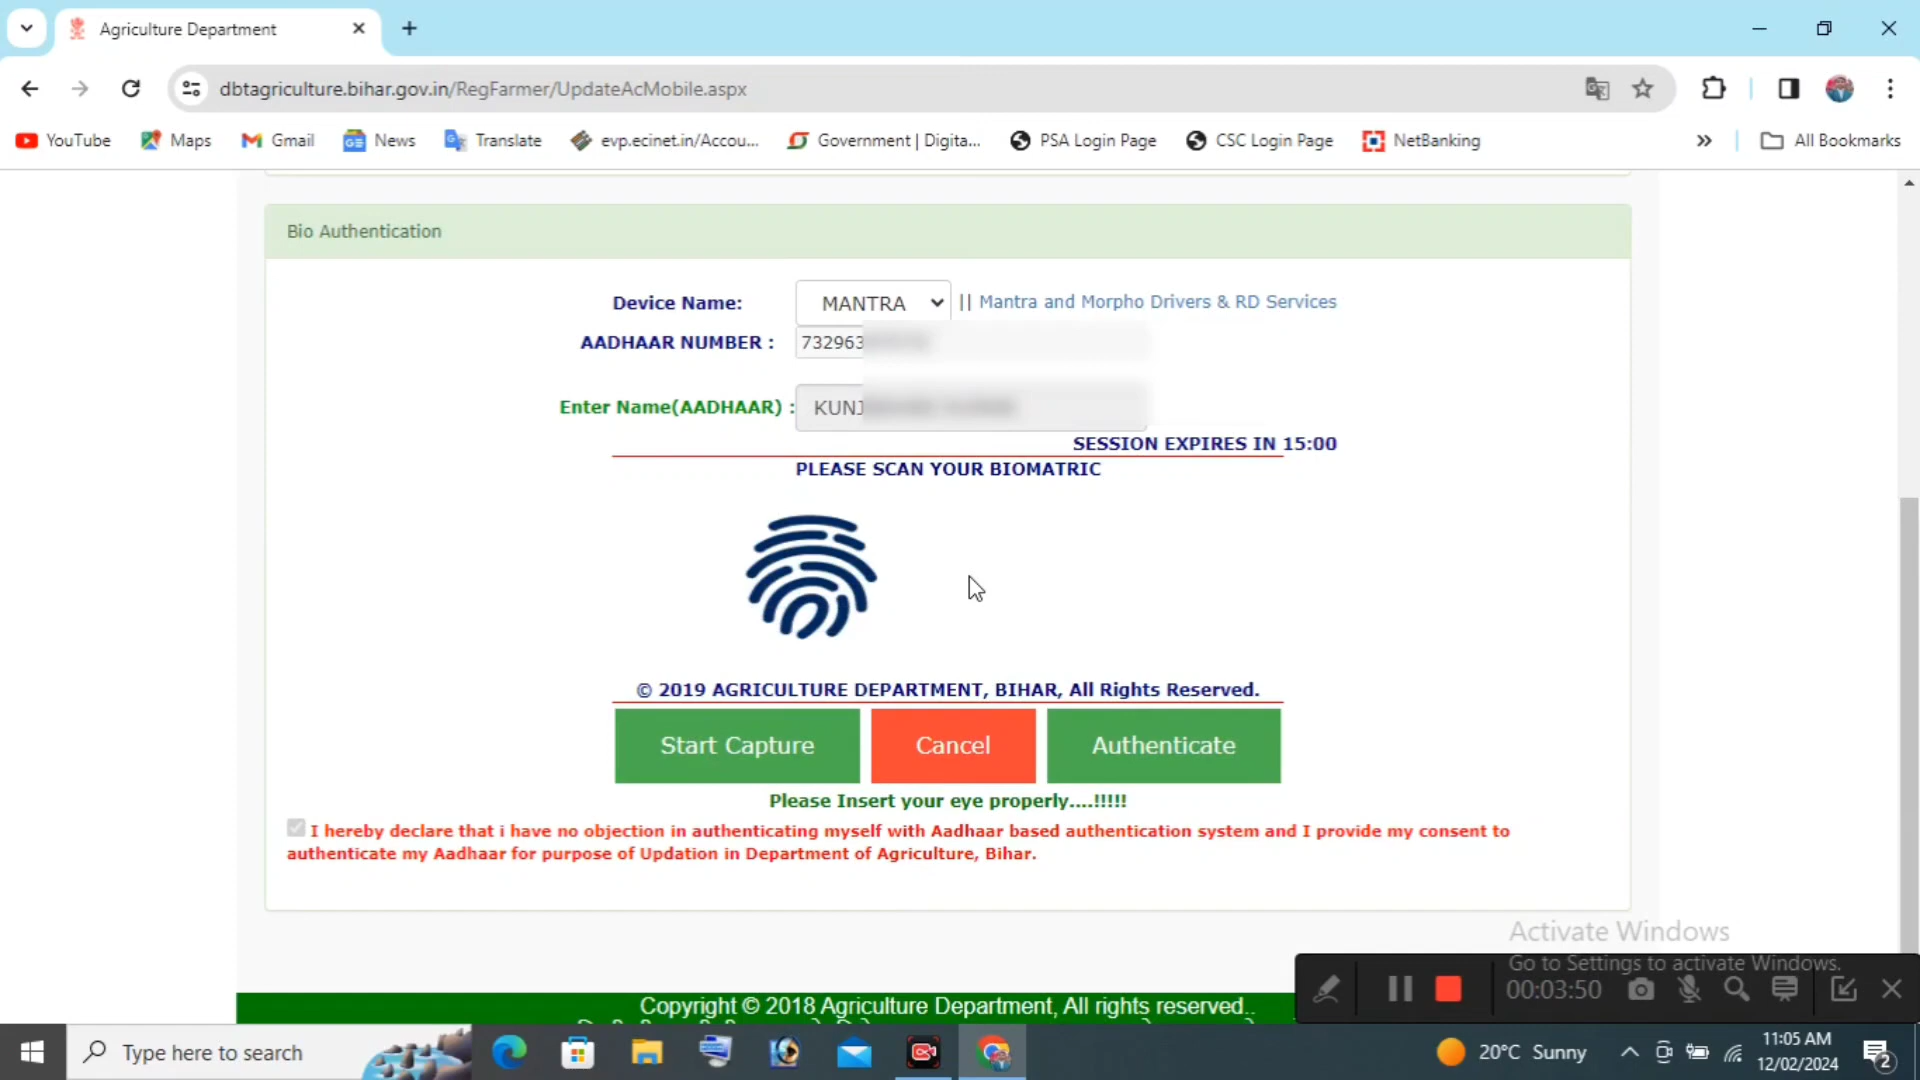 Agriculture Department
dbtagriculture.bihar.gov.in/RegFarmer/UpdateAcMobile.aspx
YouTube Maps Gmail News Translate evp.ecinet.in/Accou... Government | Digita... PSA Login Page CSC Login Page NetBanking » All Bookmarks
Bio Authentication
Device Name: MANTRA || Mantra and Morpho Drivers & RD Services
AADHAAR NUMBER : 732963
Enter Name(AADHAAR) :
SESSION EXPIRES IN 15:00
PLEASE SCAN YOUR BIOMATRIC
© 2019 AGRICULTURE DEPARTMENT, BIHAR, All Rights Reserved.
Start Capture Cancel Authenticate
Please Insert your eye properly....!!!!!
I hereby declare that i have no objection in authenticating myself with Aadhaar based authentication system and I provide my consent to
authenticate my Aadhaar for purpose of Updation in Department of Agriculture, Bihar.
Activate Windows
Go to Settings to activate Windows.
00:03:50
Copyright © 2018 Agriculture Department, All rights reserved..
Type here to search
20°C Sunny
11:05 AM
12/02/2024
2